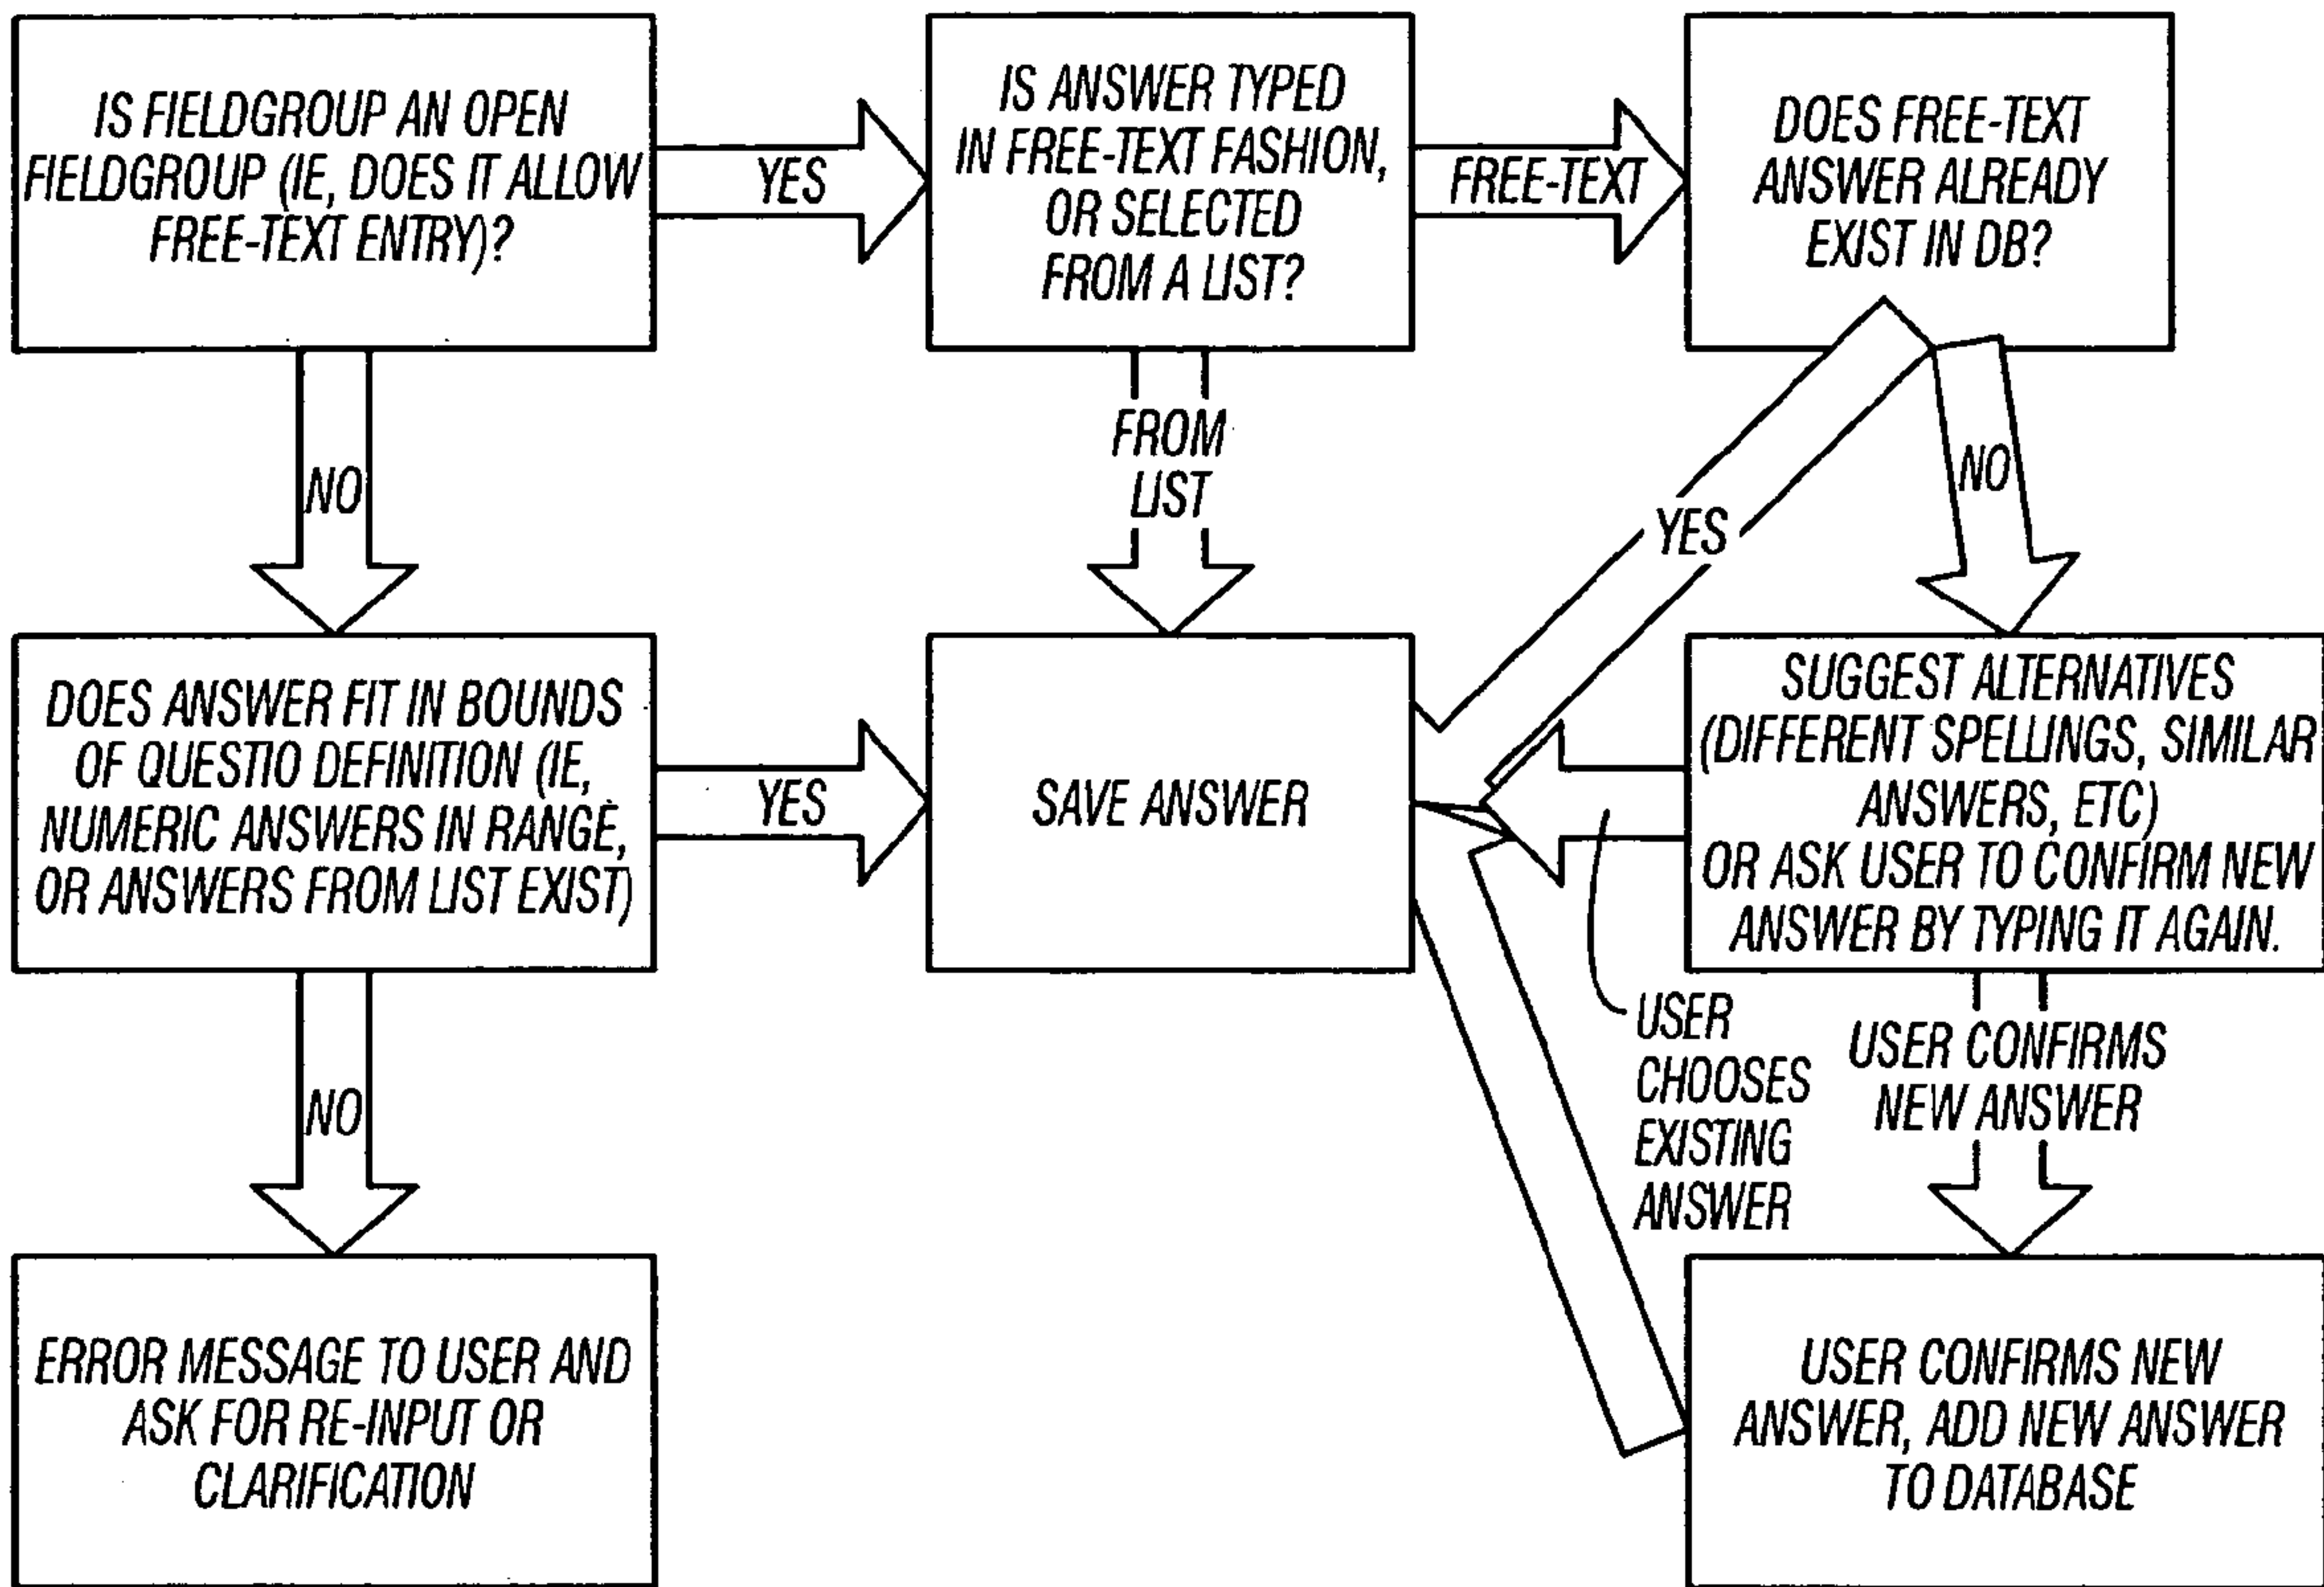 IS FIELDGROUP AN OPEN
FIELDGROUP (IE, DOES IT ALLOW
FREE-TEXT ENTRY)?
YES
IS ANSWER TYPED
IN FREE-TEXT FASHION,
OR SELECTED
FROM A LIST?
FREE-TEXT
DOES FREE-TEXT
ANSWER ALREADY
EXIST IN DB?
NO
FROM
LIST
YES
NO
DOES ANSWER FIT IN BOUNDS
OF QUESTIO DEFINITION (IE,
NUMERIC ANSWERS IN RANGE,
OR ANSWERS FROM LIST EXIST)
YES
SAVE ANSWER
SUGGEST ALTERNATIVES
(DIFFERENT SPELLINGS, SIMILAR
ANSWERS, ETC)
OR ASK USER TO CONFIRM NEW
ANSWER BY TYPING IT AGAIN.
NO
USER
CHOOSES
EXISTING
ANSWER
USER CONFIRMS
NEW ANSWER
ERROR MESSAGE TO USER AND
ASK FOR RE-INPUT OR
CLARIFICATION
USER CONFIRMS NEW
ANSWER, ADD NEW ANSWER
TO DATABASE